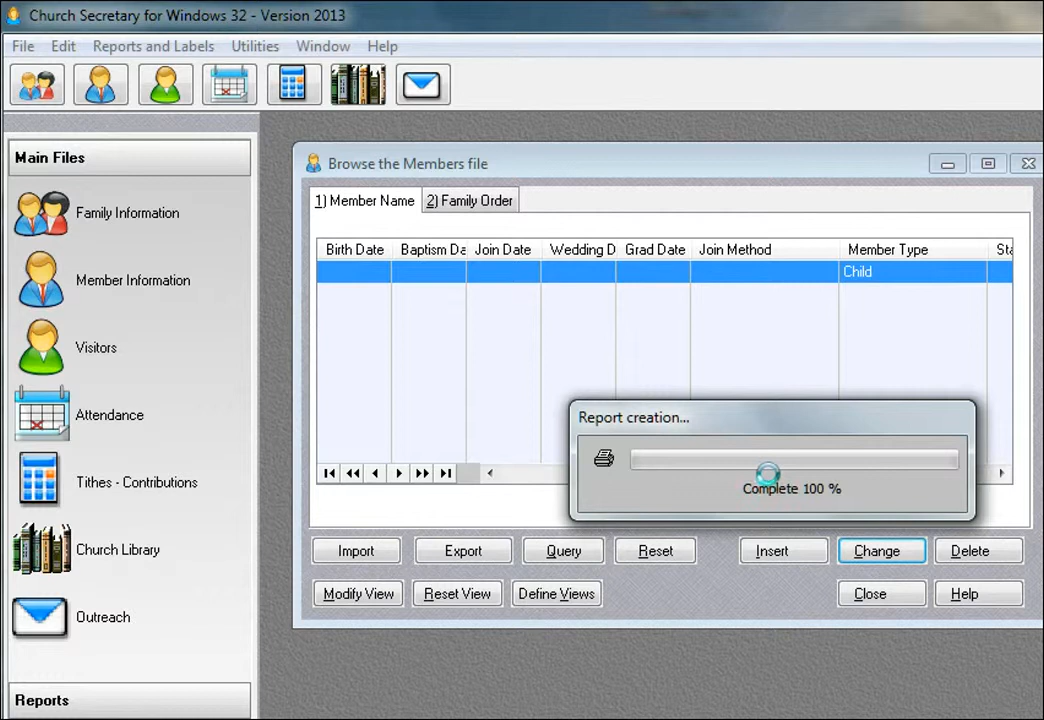 Church Secretary for Windows 32 - Version 2013
File Edit Reports and Labels Utilities Window Help
Main Files
Family Information
Member Information
Visitors
Attendance
Tithes - Contributions
Church Library
Outreach
Reports
Browse the Members file
1) Member Name 2) Family Order
Birth Date Baptism Da Join Date Wedding D Grad Date Join Method Member Type Sta
Child
Report creation...
Complete 100 %
Import Export Query Reset Insert Change Delete
Modify View Reset View Define Views Close Help